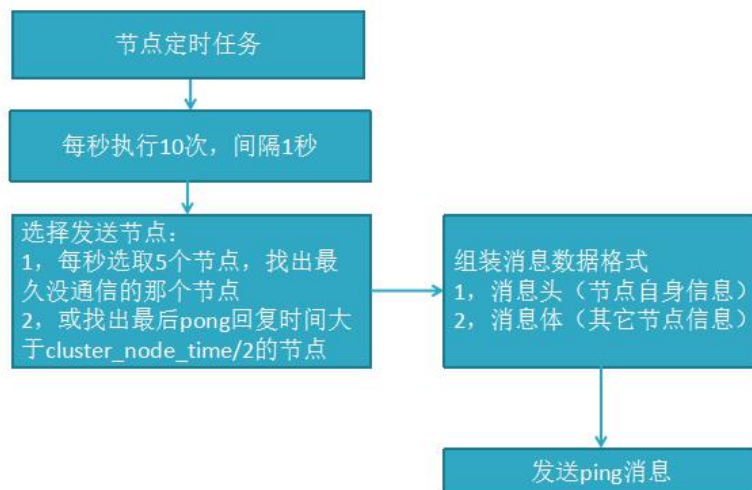 节点定时任务
每秒执行10次，间隔1秒
选择发送节点：
1，每秒选取5个节点，找出最
久没通信的那个节点
2，或找出最后pong回复时间大
于cluster_node_time/2的节点
组装消息数据格式
1，消息头（节点自身信息）
2，消息体（其它节点信息）
发送ping消息